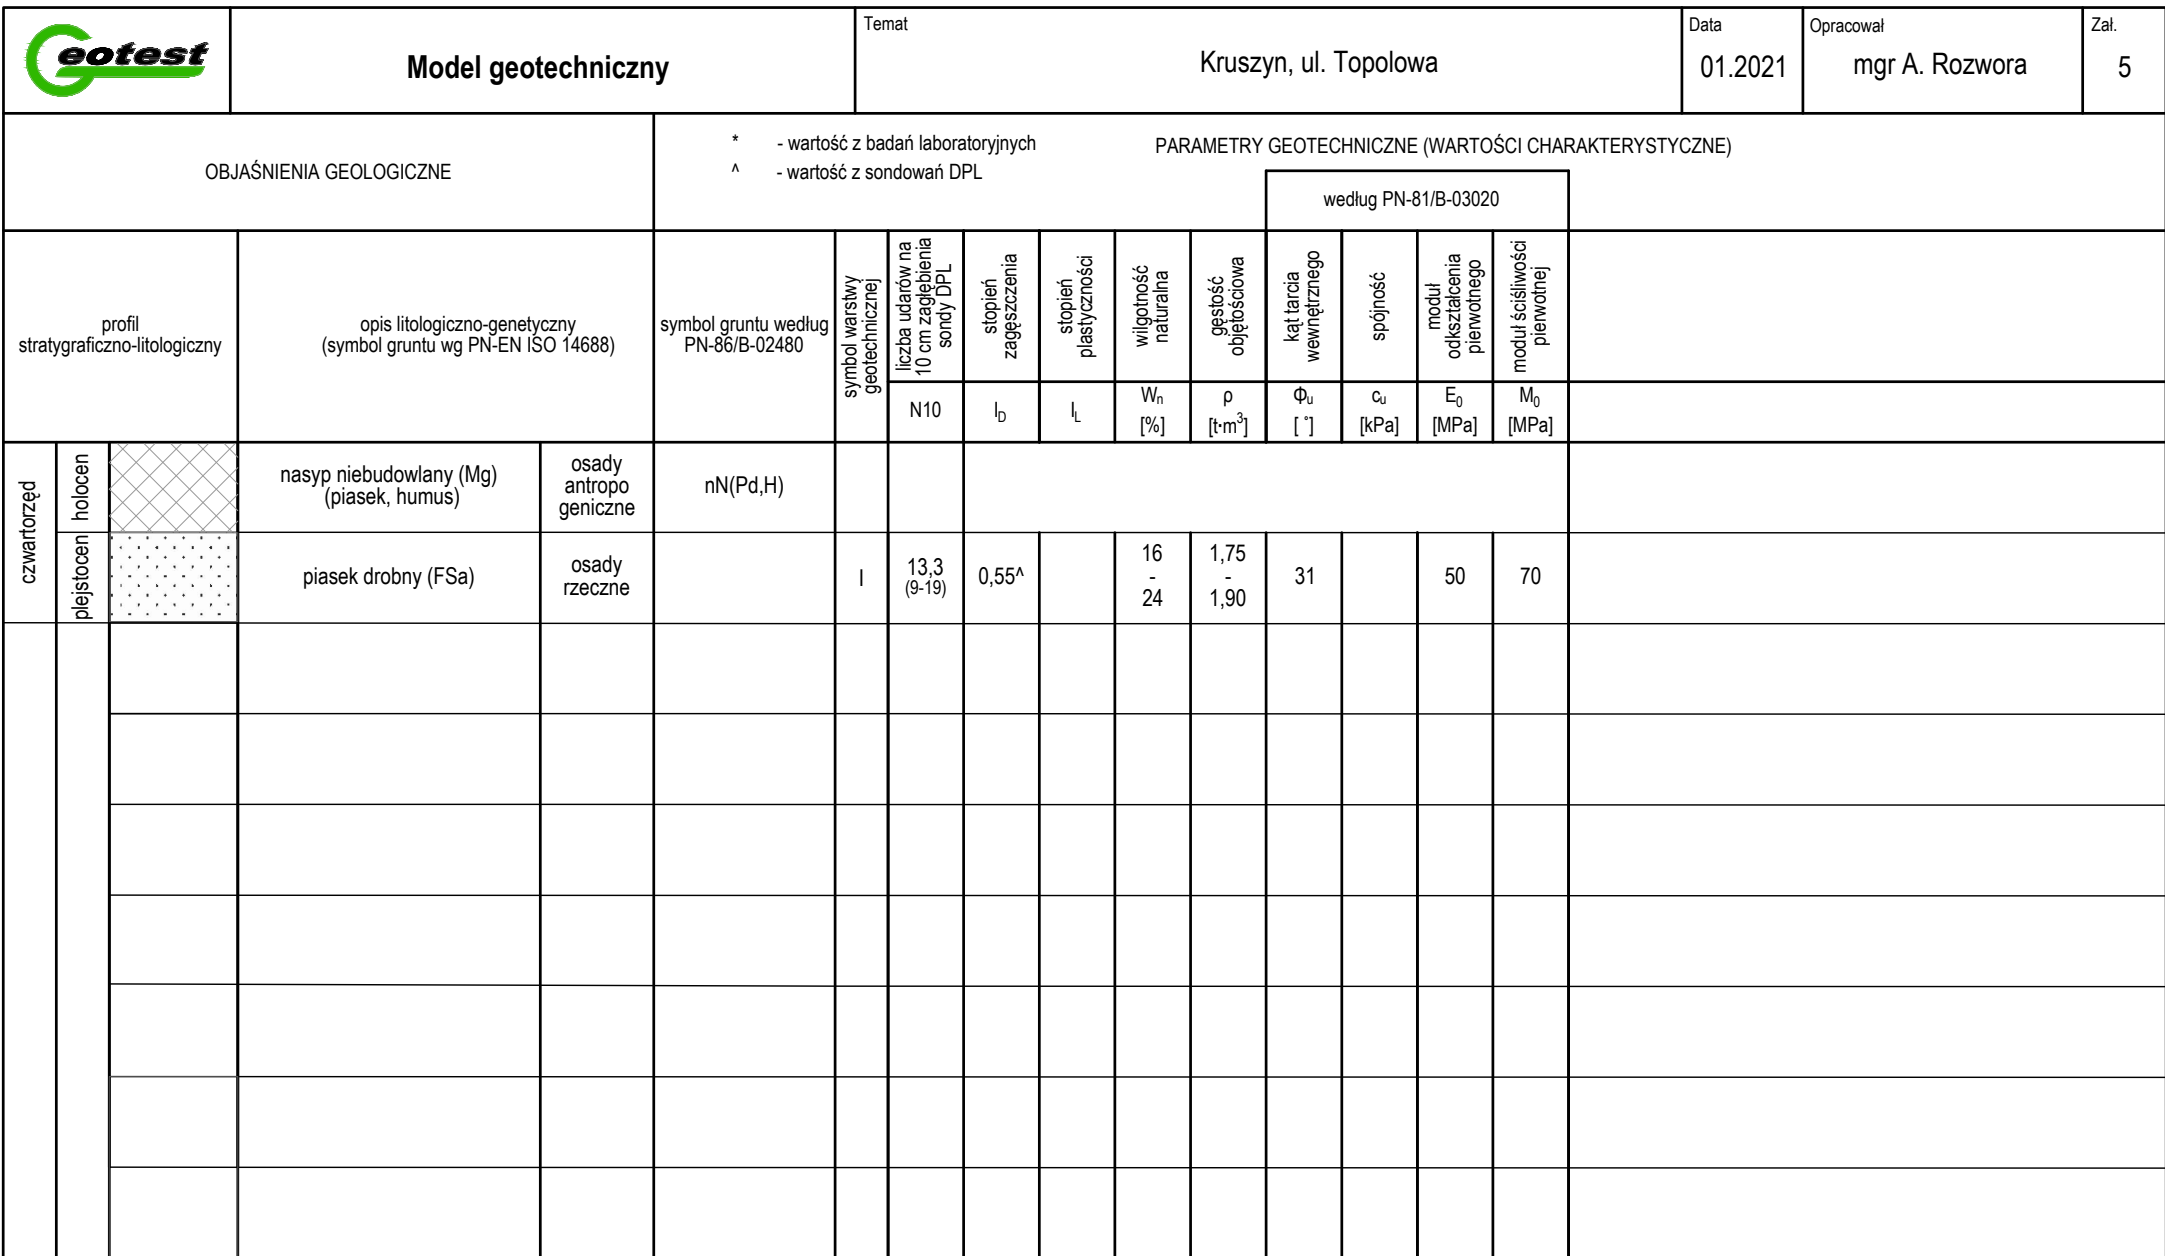 Geotest
Model geotechniczny
Temat
Kruszyn, ul. Topolowa
Data
01.2021
Opracował
mgr A. Rozwora
Zał.
5
OBJAŚNIENIA GEOLOGICZNE
* - wartość z badań laboratoryjnych
^ - wartość z sondowań DPL
PARAMETRY GEOTECHNICZNE (WARTOŚCI CHARAKTERYSTYCZNE)
według PN-81/B-03020
profil
stratygraficzno-litologiczny
opis litologiczno-genetyczny
(symbol gruntu wg PN-EN ISO 14688)
symbol gruntu według
PN-86/B-02480
symbol warstwy
geotechnicznej
liczba udarów na
10 cm zagłębienia
sondy DPL
stopień
zagęszczenia
stopień
plastyczności
wilgotność
naturalna
gęstość
objętościowa
kąt tarcia
wewnętrznego
spójność
moduł
odkształcenia
pierwotnego
moduł ściśliwości
pierwotnej
N10
I_D
I_L
Wn
[%]
ρ
[t·m³]
Φu
[ ˚]
cu
[kPa]
E₀
[MPa]
M₀
[MPa]
czwartorzęd
holocen
nasyp niebudowlany (Mg)
(piasek, humus)
osady
antropo
geniczne
nN(Pd,H)
plejstocen
piasek drobny (FSa)
osady
rzeczne
I
13,3
(9-19)
0,55^
16
-
24
1,75
-
1,90
31
50
70